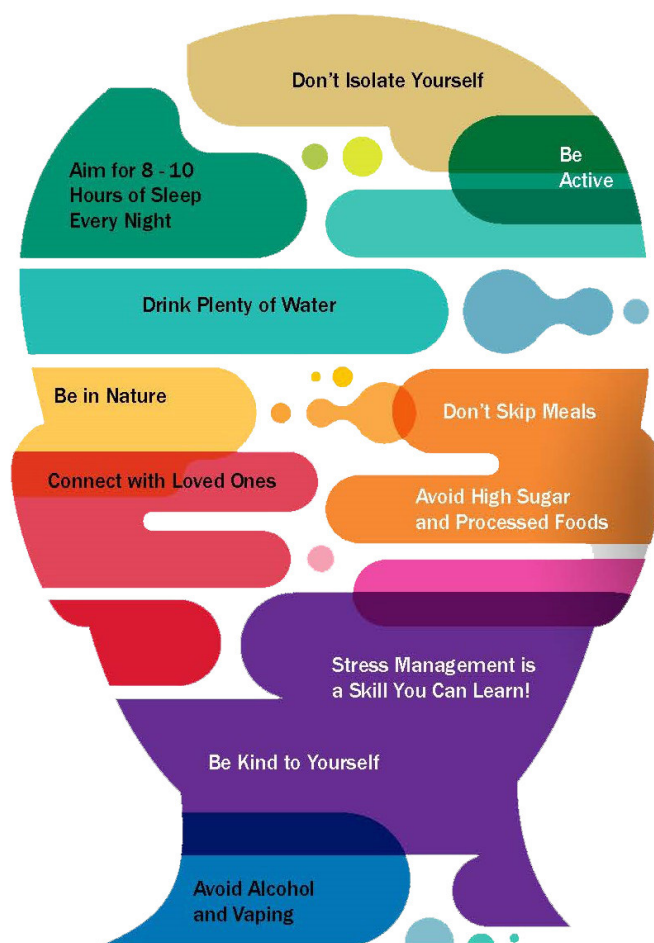 Don't Isolate Yourself
Be
Active
Aim for 8 - 10
Hours of Sleep
Every Night
Drink Plenty of Water
Be in Nature
Don't Skip Meals
Connect with Loved Ones
Avoid High Sugar
and Processed Foods
Stress Management is
a Skill You Can Learn!
Be Kind to Yourself
Avoid Alcohol
and Vaping